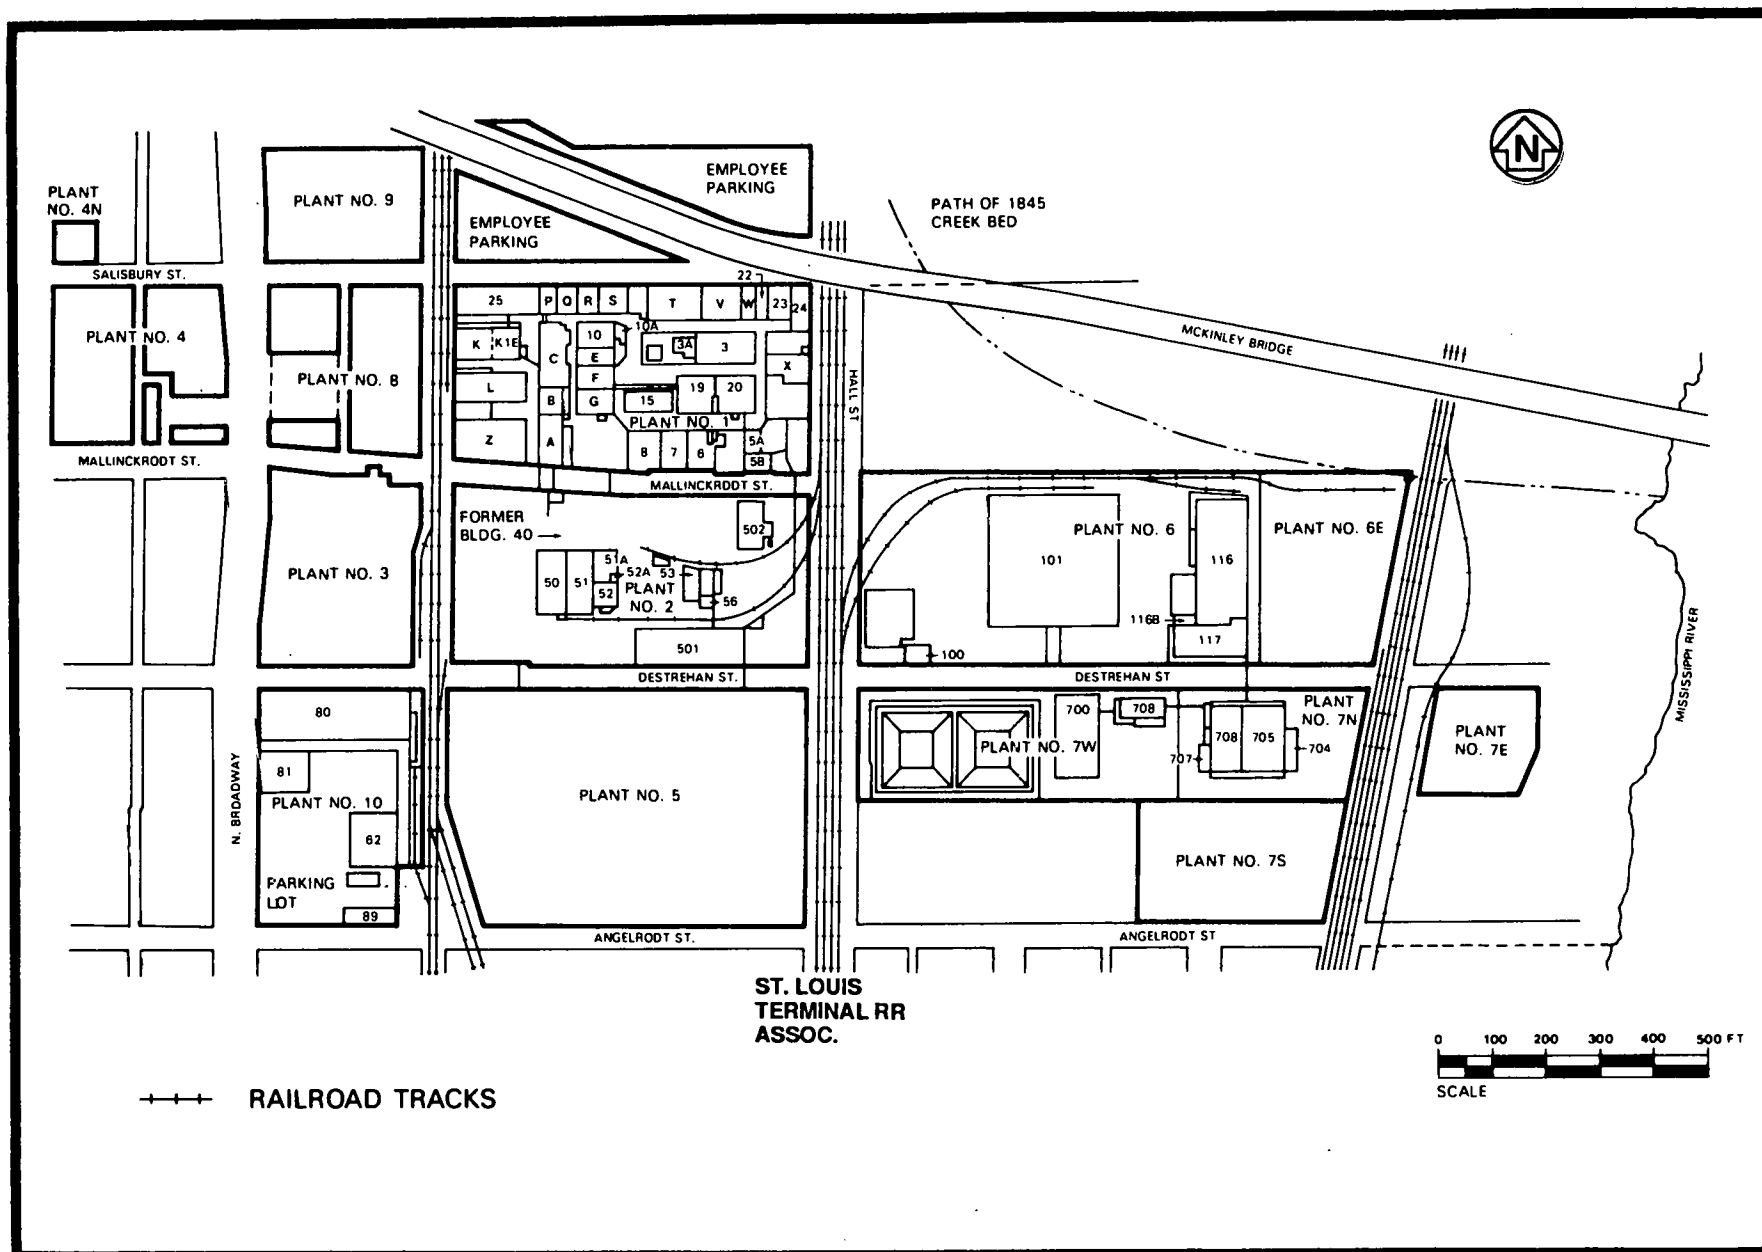 N
PLANT
NO. 4N
PLANT NO. 9
EMPLOYEE
PARKING
EMPLOYEE
PARKING
PATH OF 1845
CREEK BED
SALISBURY ST.
22
25
P
Q
R
S
T
V
W
23
24
PLANT NO. 4
PLANT NO. 8
K
K1E
C
10
10A
E
3A
3
X
MCKINLEY BRIDGE
L
F
B
G
15
19
20
PLANT NO. 1
HALL ST
Z
A
8
7
6
5A
5B
MALLINCKRODT ST.
MALLINCKRODT ST.
FORMER
BLDG. 40
502
PLANT NO. 3
50
51
51A
52A
52
53
56
PLANT
NO. 2
501
101
PLANT NO. 6
116
PLANT NO. 6E
116B
117
100
DESTREHAN ST.
DESTREHAN ST
MISSISSIPPI RIVER
80
81
PLANT NO. 10
62
PARKING
LOT
89
N. BROADWAY
PLANT NO. 5
PLANT NO. 7W
700
708
708
705
707
704
PLANT
NO. 7N
PLANT
NO. 7E
PLANT NO. 7S
ANGELRODT ST.
ANGELRODT ST
ST. LOUIS
TERMINAL RR
ASSOC.
0 100 200 300 400 500 FT
SCALE
RAILROAD TRACKS